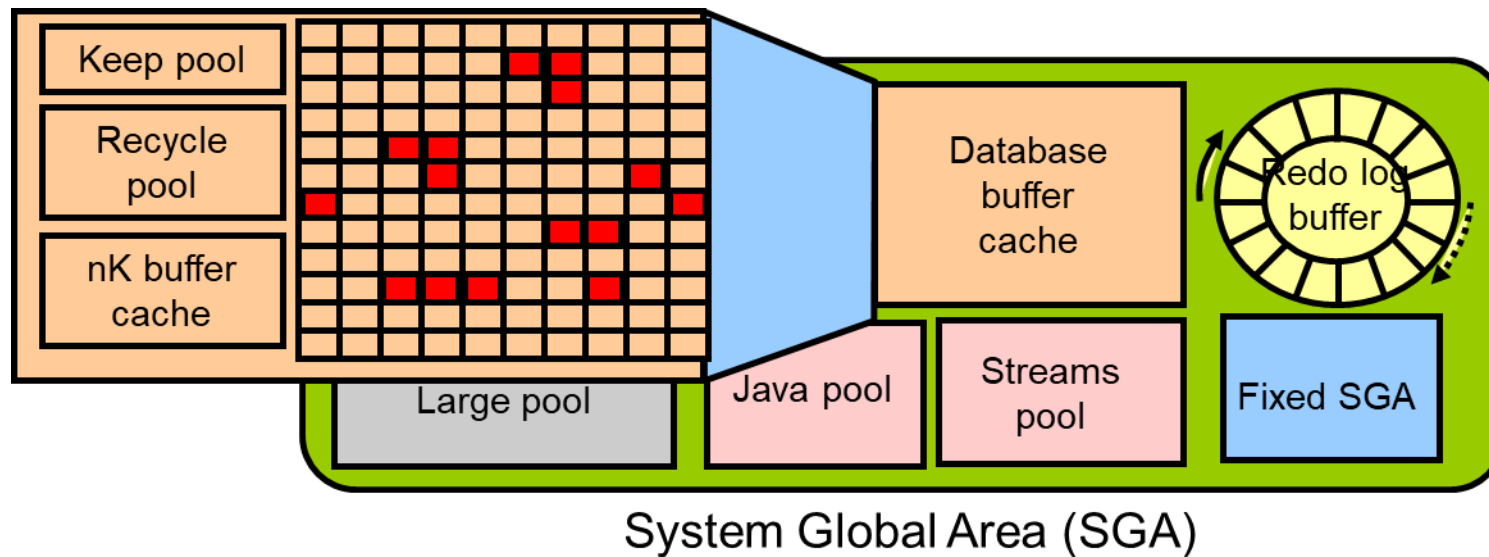 Keep pool
Recycle
pool
nK buffer
cache
Database
buffer
cache
Redo log
buffer
Large pool
Java pool
Streams
pool
Fixed SGA
System Global Area (SGA)